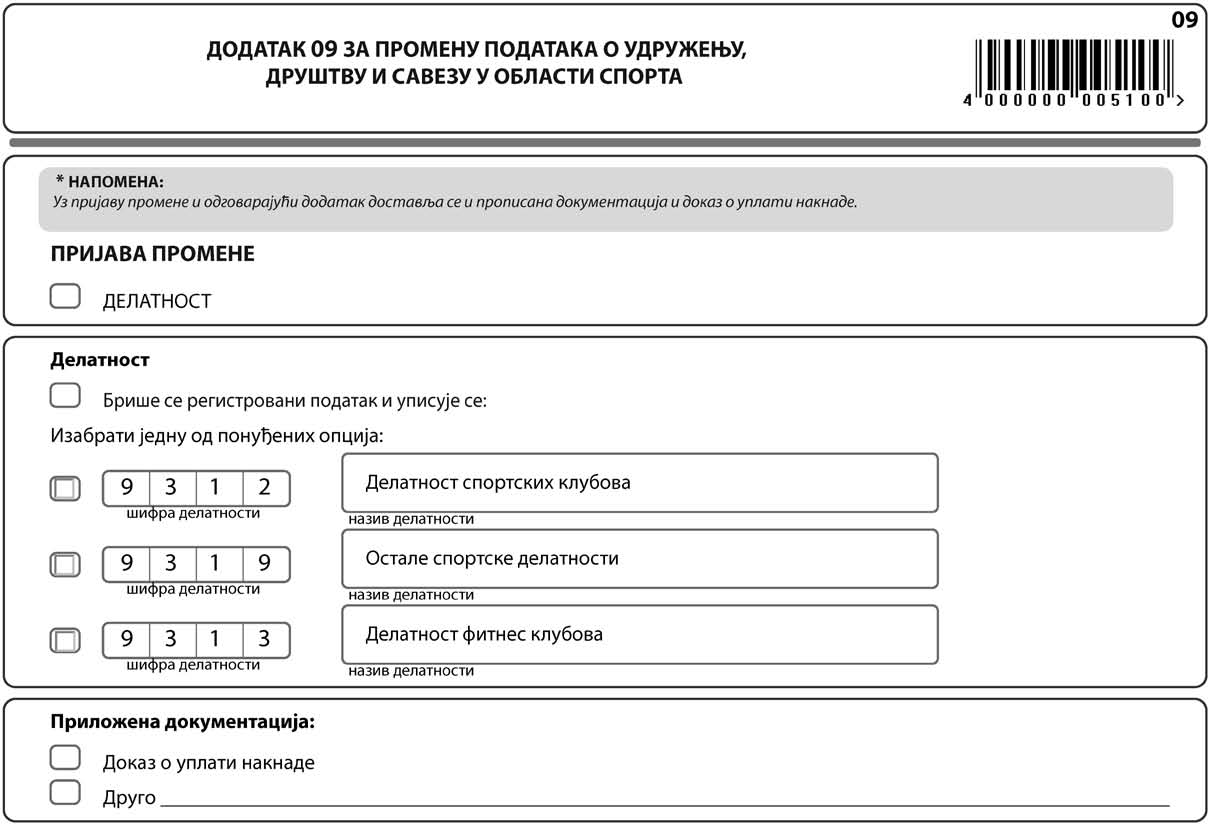 09
ДОДАТАК 09 ЗА ПРОМЕНУ ПОДАТАКА О УДРУЖЕЊУ,
ДРУШТВУ И САВЕЗУ У ОБЛАСТИ СПОРТА
4 000000 005100 >
* НАПОМЕНА:
Уз пријаву промене и одговарајући додатак доставља се и прописана документација и доказ о уплати накнаде.
ПРИЈАВА ПРОМЕНЕ
ДЕЛАТНОСТ
Делатност
Брише се регистровани податак и уписује се:
Изабрати једну од понуђених опција:
9 3 1 2 Делатност спортских клубова
шифра делатности назив делатности
9 3 1 9 Остале спортске делатности
шифра делатности назив делатности
9 3 1 3 Делатност фитнес клубова
шифра делатности назив делатности
Приложена документација:
Доказ о уплати накнаде
Друго